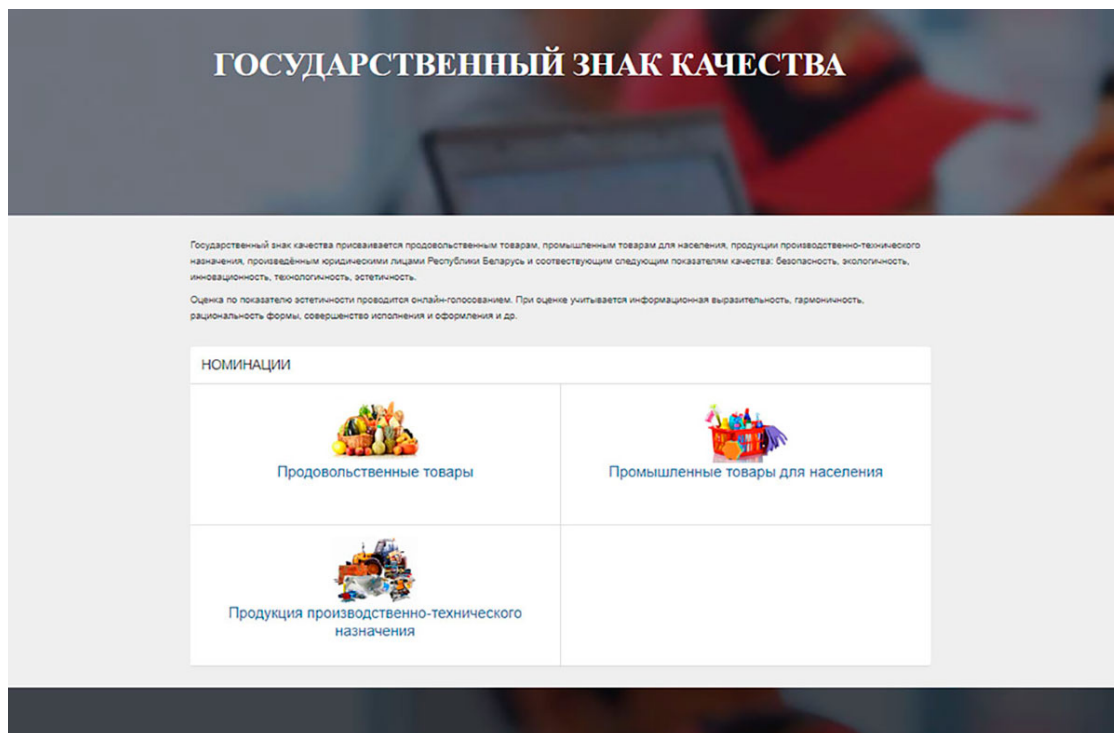 ГОСУДАРСТВЕННЫЙ ЗНАК КАЧЕСТВА
Государственный знак качества присваивается продовольственным товарам, промышленным товарам для населения, продукции производственно-технического
назначения, произведённым юридическими лицами Республики Беларусь и соотвествующим следующим показателям качества: безопасность, экологичность,
инновационность, технологичность, эстетичность.
Оценка по показателю эстетичности проводится онлайн-голосованием. При оценке учитывается информационная выразительность, гармоничность,
рациональность формы, совершенство исполнения и оформления и др.
НОМИНАЦИИ
Продовольственные товары
Промышленные товары для населения
Продукция производственно-технического
назначения